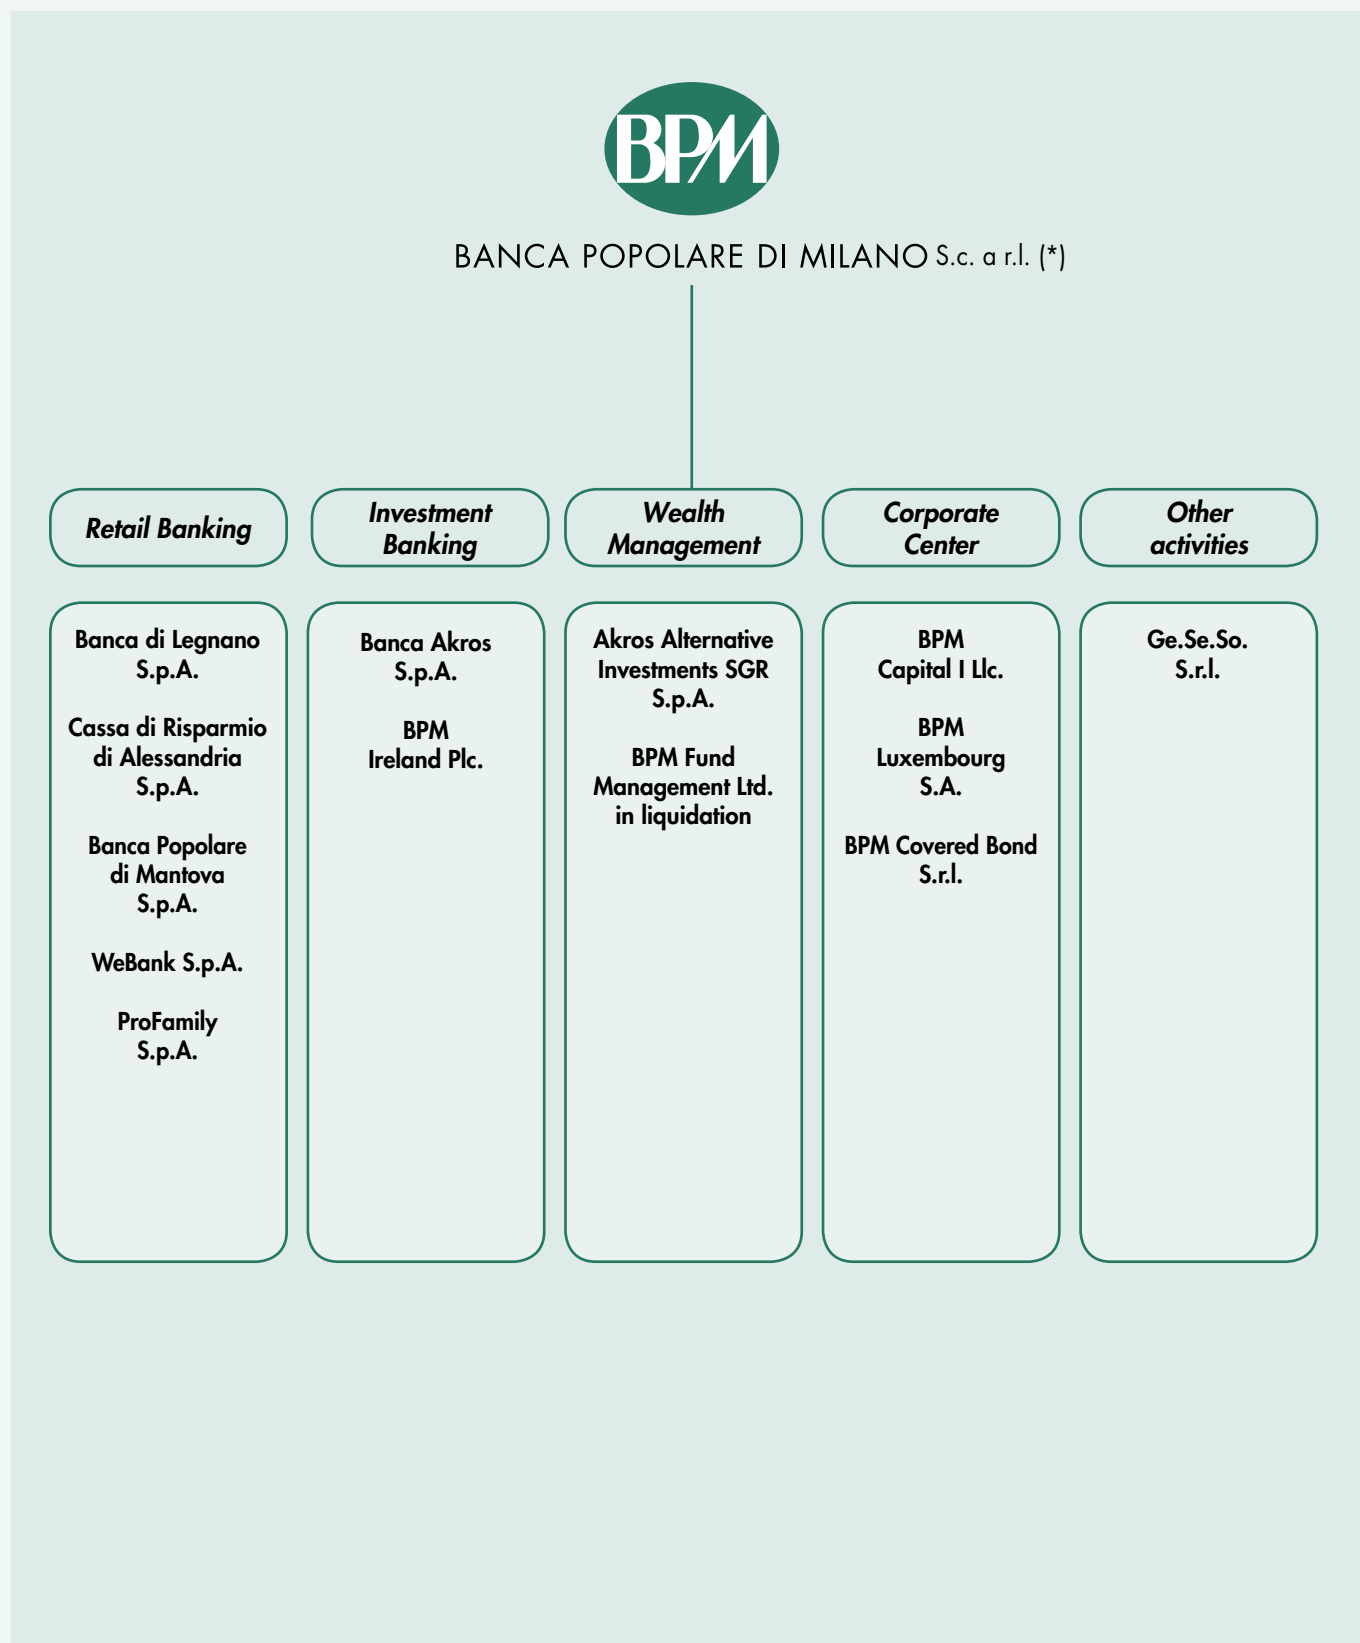 BPM
BANCA POPOLARE DI MILANO S.c. a r.l. (*)
Retail Banking
Banca di Legnano
S.p.A.
Cassa di Risparmio
di Alessandria
S.p.A.
Banca Popolare
di Mantova
S.p.A.
WeBank S.p.A.
ProFamily
S.p.A.
Investment
Banking
Banca Akros
S.p.A.
BPM
Ireland Plc.
Wealth
Management
Akros Alternative
Investments SGR
S.p.A.
BPM Fund
Management Ltd.
in liquidation
Corporate
Center
BPM
Capital I Llc.
BPM
Luxembourg
S.A.
BPM Covered Bond
S.r.l.
Other
activities
Ge.Se.So.
S.r.l.